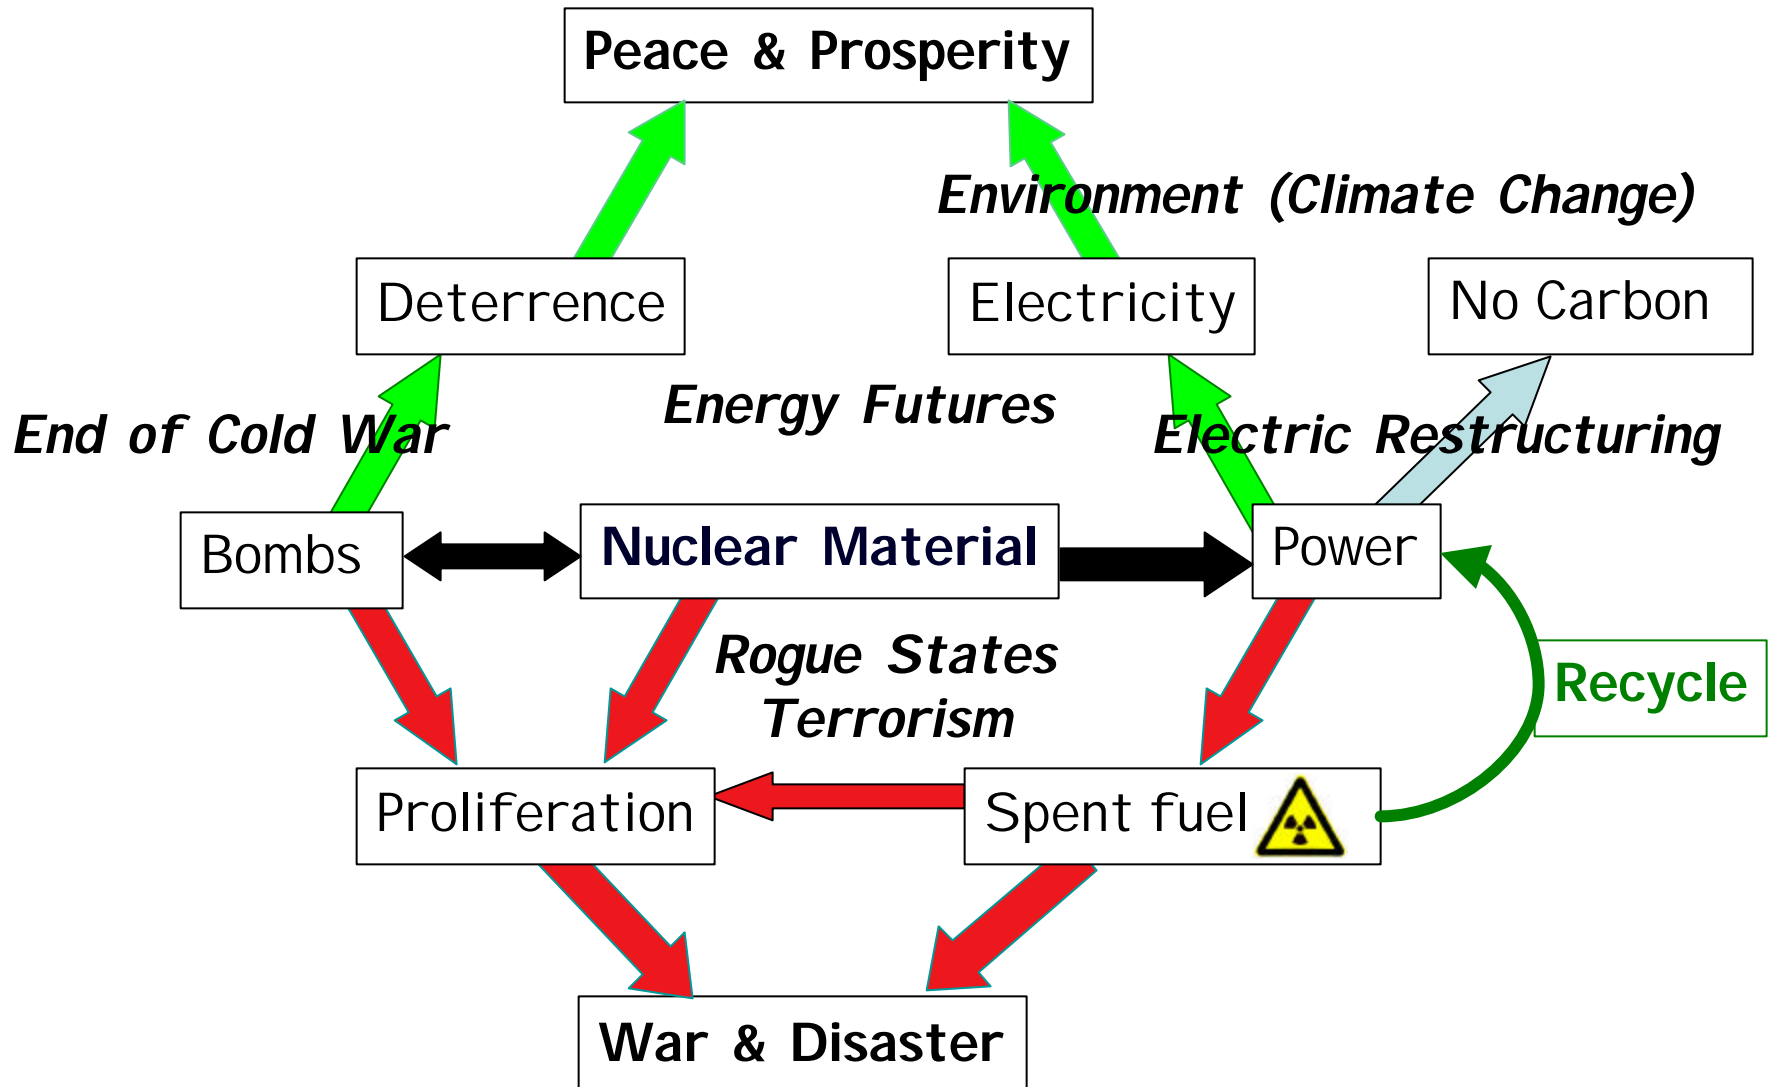 Peace & Prosperity
Environment (Climate Change)
Deterrence
Electricity
No Carbon
Energy Futures
End of Cold War
Electric Restructuring
Bombs
Nuclear Material
Power
Rogue States
Terrorism
Recycle
Proliferation
Spent fuel
War & Disaster